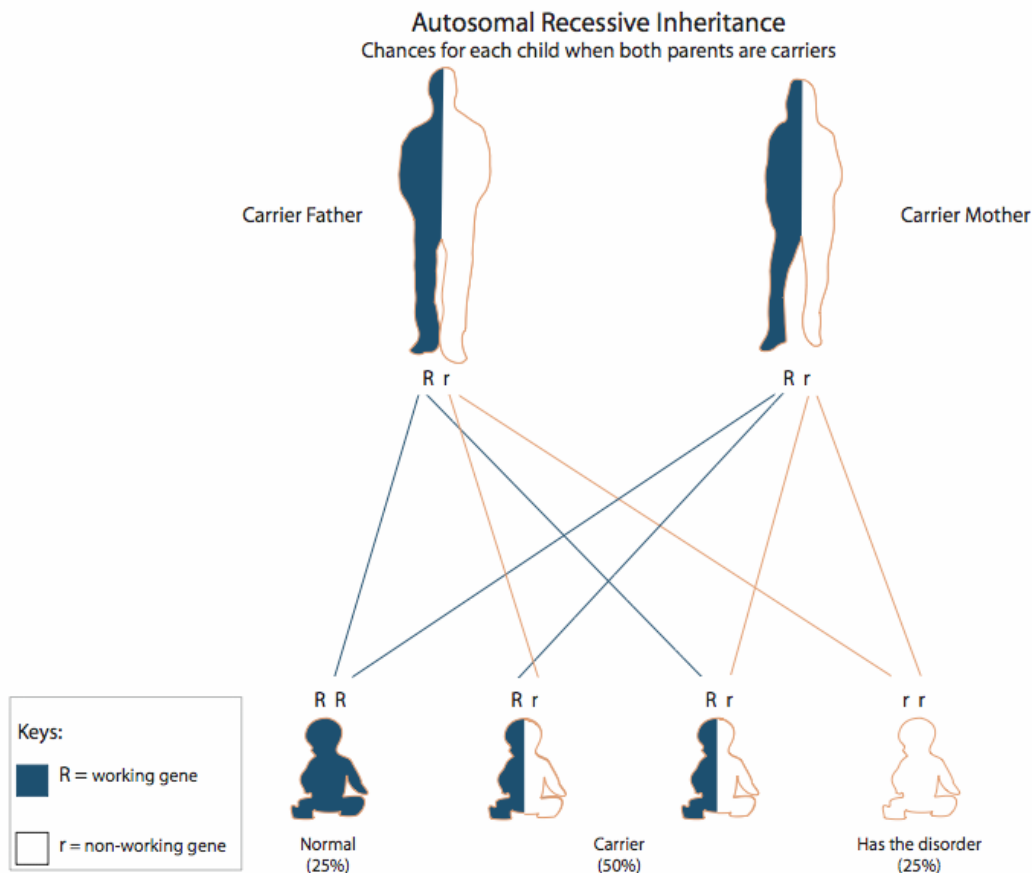 Autosomal Recessive Inheritance
Chances for each child when both parents are carriers
Carrier Father
Carrier Mother
R r
R r
R R
R r
R r
r r
Keys:
R = working gene
r = non-working gene
Normal
(25%)
Carrier
(50%)
Has the disorder
(25%)